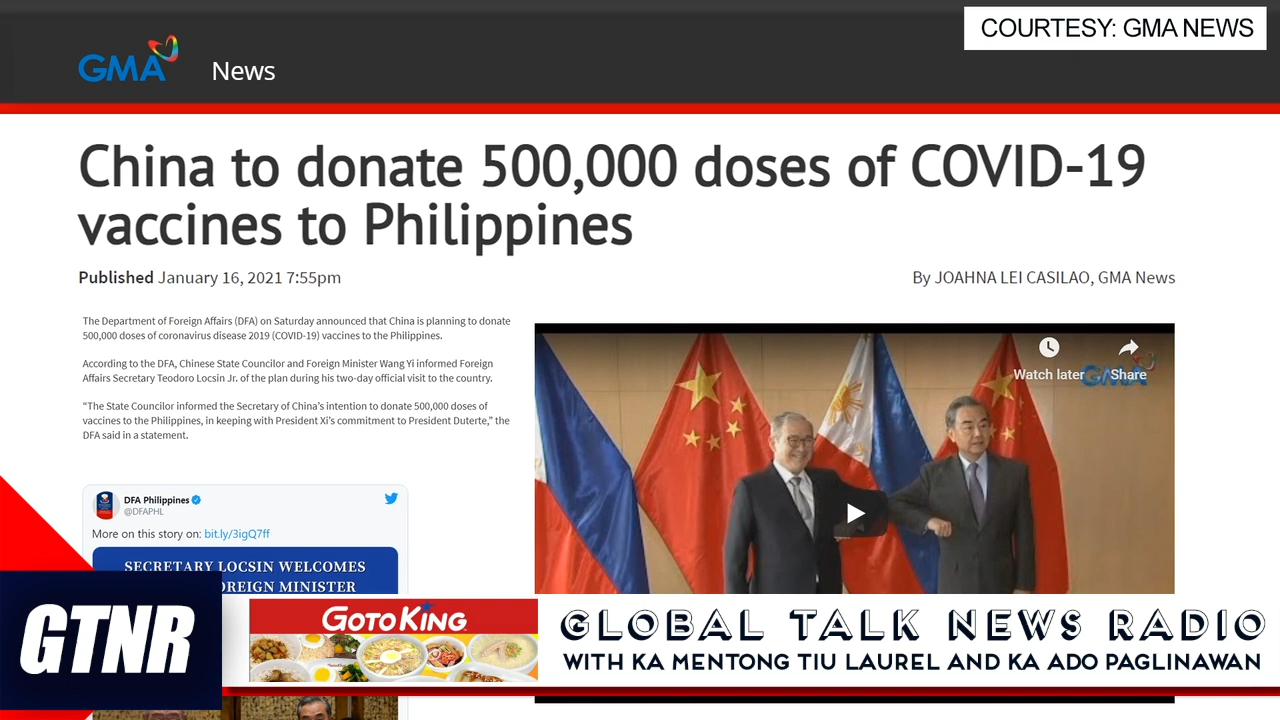 COURTESY: GMA NEWS
GMA News
China to donate 500,000 doses of COVID-19
vaccines to Philippines
Published January 16, 2021 7:55pm
By JOAHNA LEI CASILAO, GMA News
The Department of Foreign Affairs (DFA) on Saturday announced that China is planning to donate
500,000 doses of coronavirus disease 2019 (COVID-19) vaccines to the Philippines.
According to the DFA, Chinese State Councilor and Foreign Minister Wang Yi informed Foreign
Affairs Secretary Teodoro Locsin Jr. of the plan during his two-day official visit to the country.
“The State Councilor informed the Secretary of China’s intention to donate 500,000 doses of
vaccines to the Philippines, in keeping with President Xi’s commitment to President Duterte,” the
DFA said in a statement.
Watch later
Share
GMA
DFA Philippines
@DFAPHL
More on this story on: bit.ly/3igQ7ff
SECRETARY LOCSIN WELCOMES
OREIGN MINISTER
GTNR
GOTO KING
GLOBAL TALK NEWS RADIO
WITH KA MENTONG TIU LAUREL AND KA ADO PAGLINAWAN